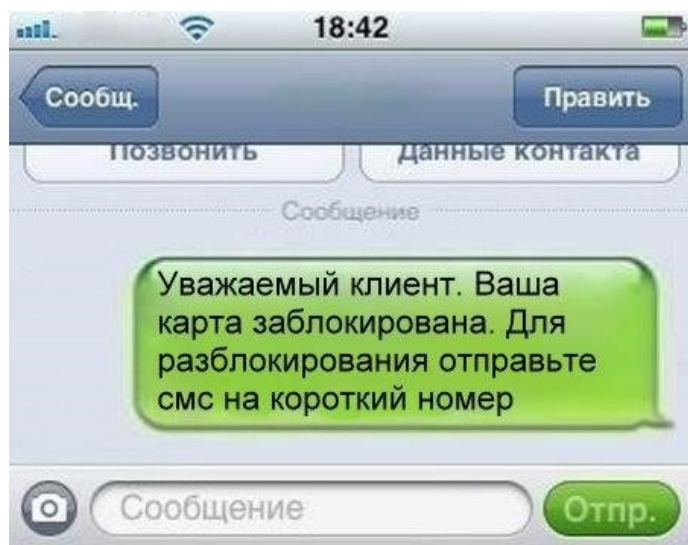 18:42
Сообщ.
Править
Позвонить
Данные контакта
Сообщение
Уважаемый клиент. Ваша
карта заблокирована. Для
разблокирования отправьте
смс на короткий номер
Сообщение
Отпр.